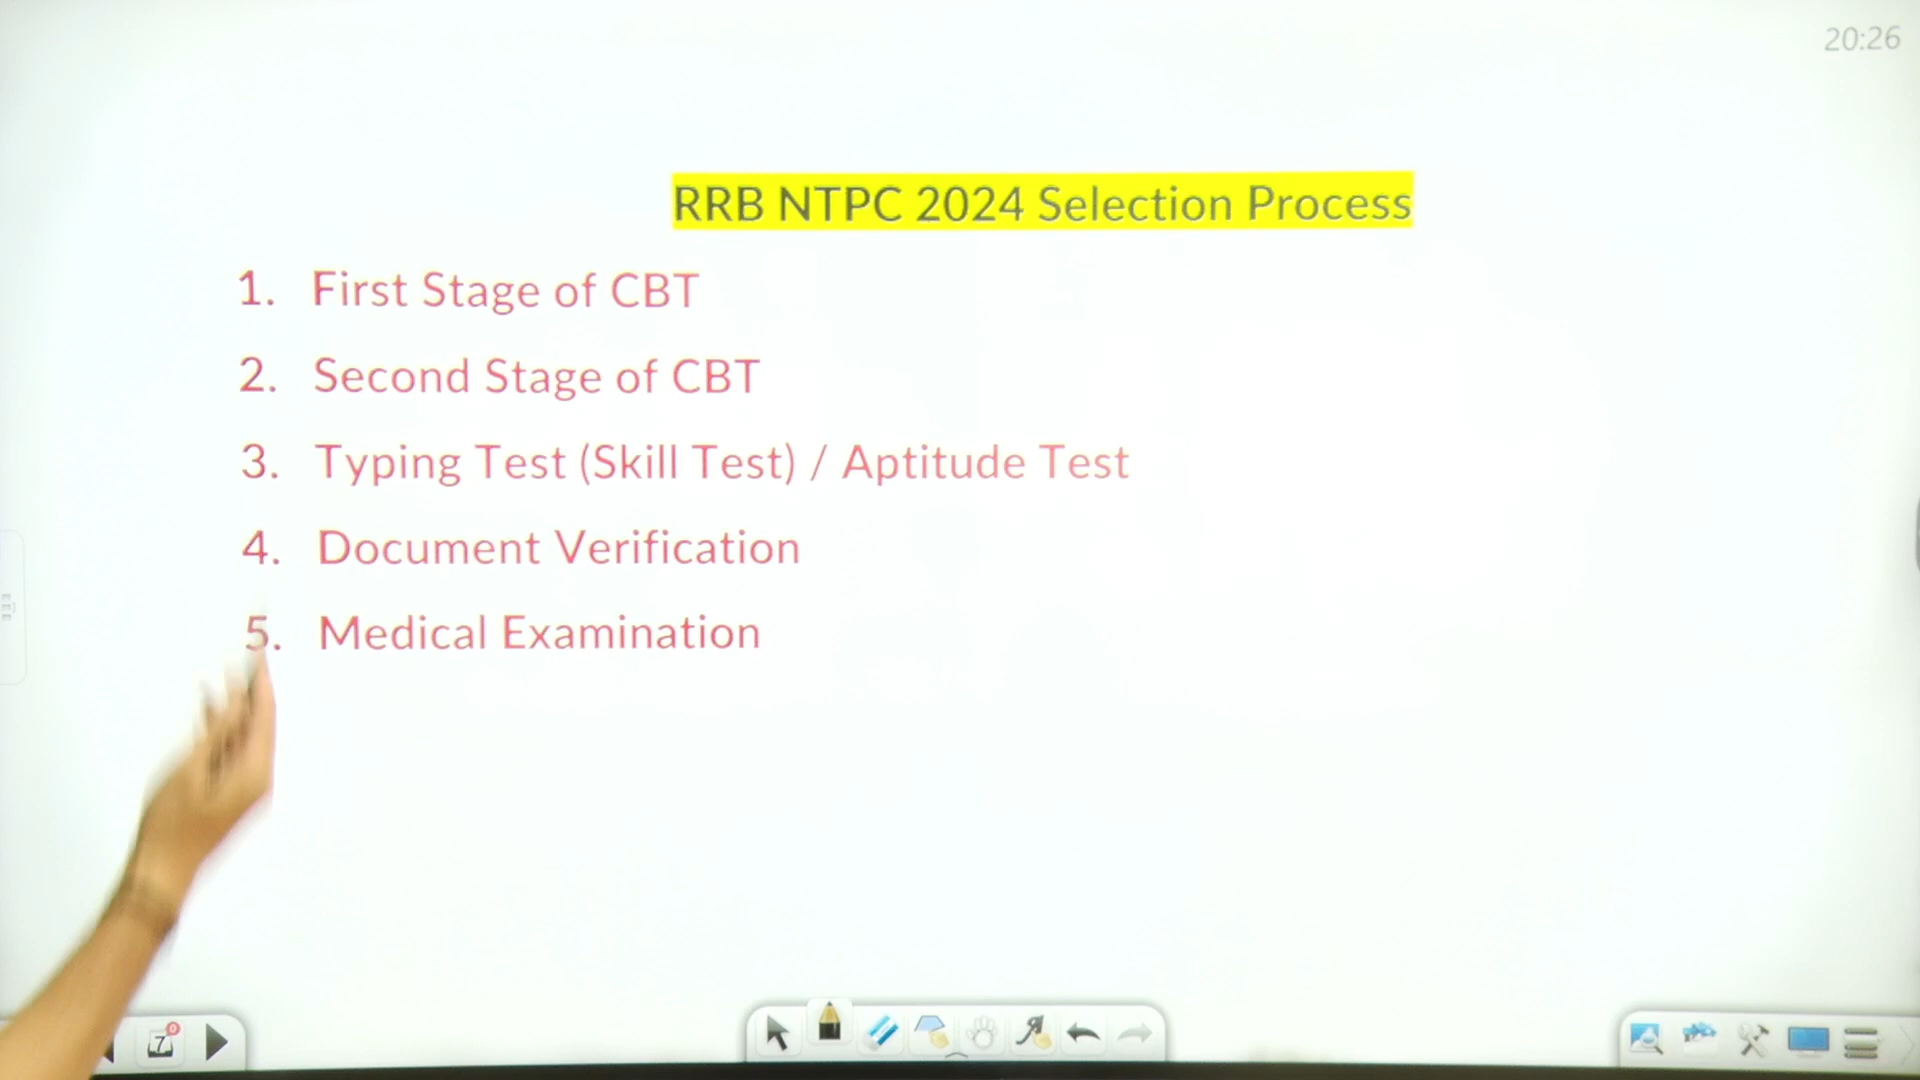 20:26
RRB NTPC 2024 Selection Process
1. First Stage of CBT
2. Second Stage of CBT
3. Typing Test (Skill Test) / Aptitude Test
4. Document Verification
5. Medical Examination
7
0